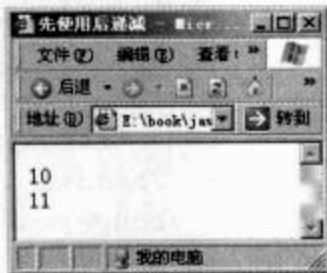 先使用后递减 - Micr...
文件(F) 编辑(E) 查看(
后退
地址(D) E:\book\jav 转到
10
11
我的电脑